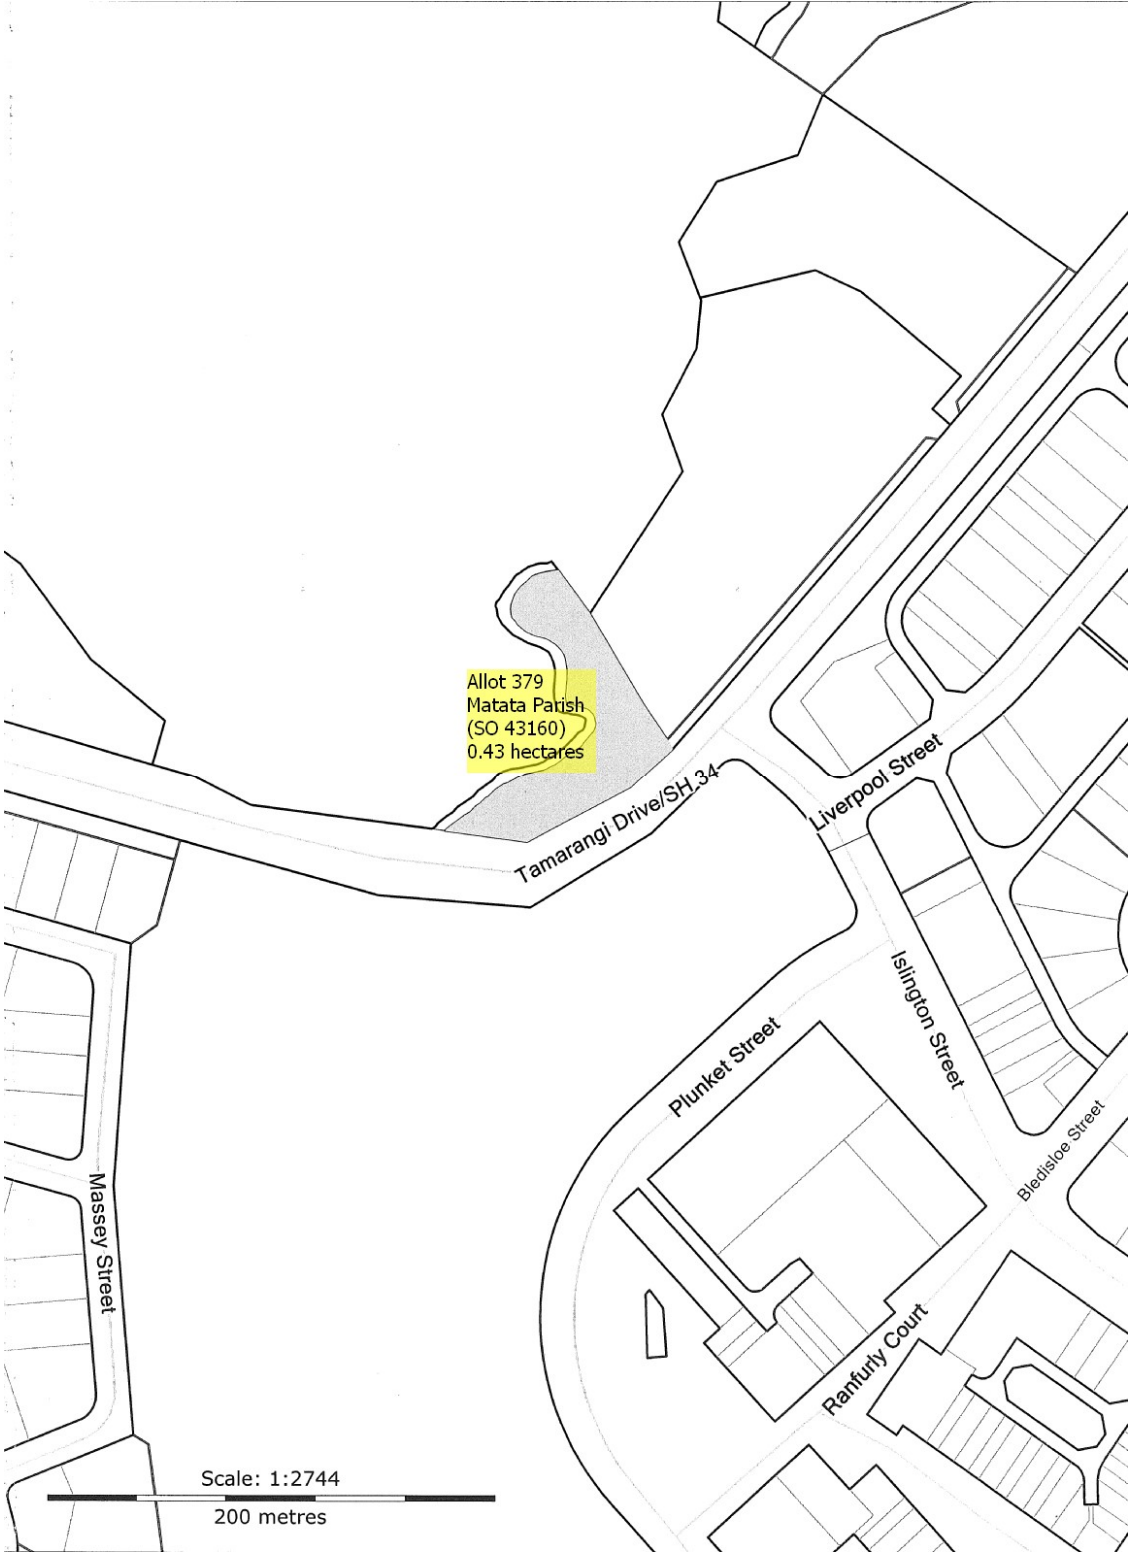 Allot 379
Matata Parish
(SO 43160)
0.43 hectares
Tamarangi Drive/SH 34
Liverpool Street
Islington Street
Plunket Street
Bledisloe Street
Massey Street
Ranfurly Court
Scale: 1:2744
200 metres